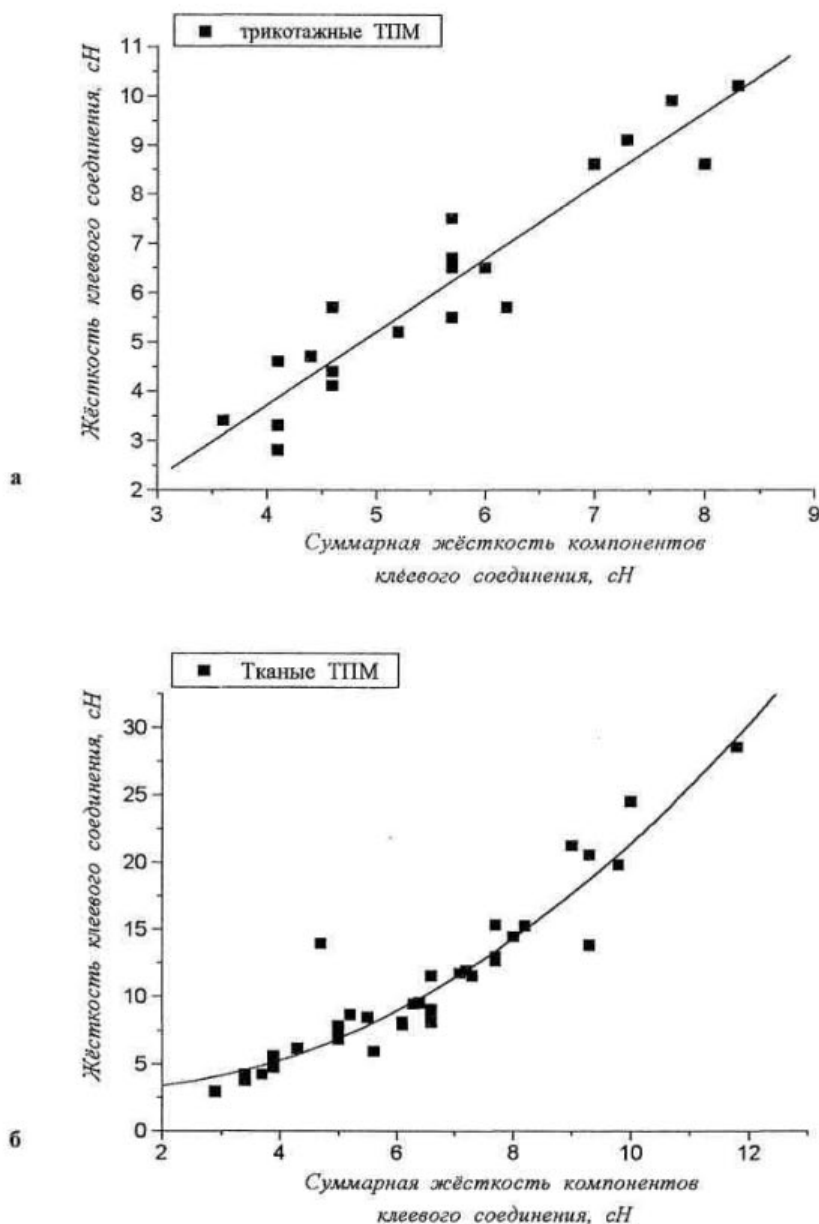 трикотажные ТПМ
Жёсткость клеевого соединения, сН
11
10
9
8
7
6
5
4
3
2
3 4 5 6 7 8 9
Суммарная жёсткость компонентов
клеевого соединения, сН
а
Тканые ТПМ
Жёсткость клеевого соединения, сН
30
25
20
15
10
5
0
2 4 6 8 10 12
Суммарная жёсткость компонентов
клеевого соединения, сН
б